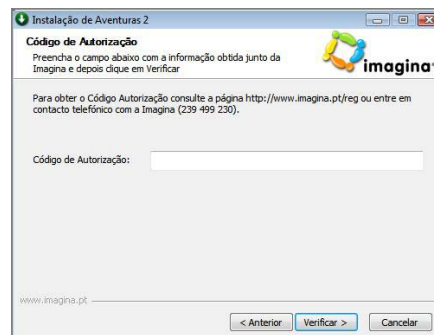 Instalação de Aventuras 2
Código de Autorização
Preencha o campo abaixo com a informação obtida junto da
Imagina e depois clique em Verificar
imagina
Para obter o Código Autorização consulte a página http://www.imagina.pt/reg ou entre em
contacto telefónico com a Imagina (239 499 230).
Código de Autorização:
www.imagina.pt
< Anterior
Verificar >
Cancelar